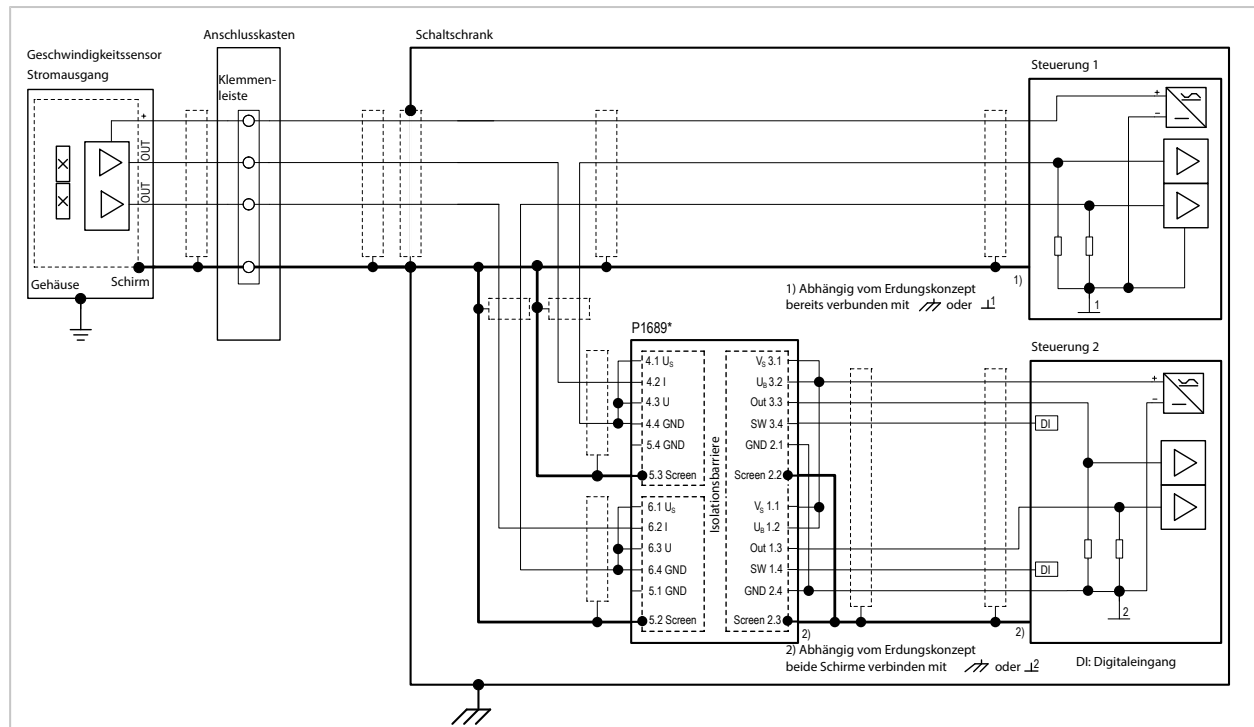 Anschlusskasten
Schaltschrank
Geschwindigkeitssensor
Stromausgang
Klemmen-
leiste
Steuerung 1
+
OUT
OUT
+
–
Gehäuse
Schirm
1)
1
1) Abhängig vom Erdungskonzept
bereits verbunden mit oder 1
P1689*
Steuerung 2
4.1 US
4.2 I
4.3 U
4.4 GND
5.4 GND
5.3 Screen
6.1 US
6.2 I
6.3 U
6.4 GND
5.1 GND
5.2 Screen
Isolationsbarriere
VS 3.1
UB 3.2
Out 3.3
SW 3.4
GND 2.1
Screen 2.2
VS 1.1
UB 1.2
Out 1.3
SW 1.4
GND 2.4
Screen 2.3
+
–
DI
DI
2
2)
2)
2) Abhängig vom Erdungskonzept
beide Schirme verbinden mit oder 2
DI: Digitaleingang